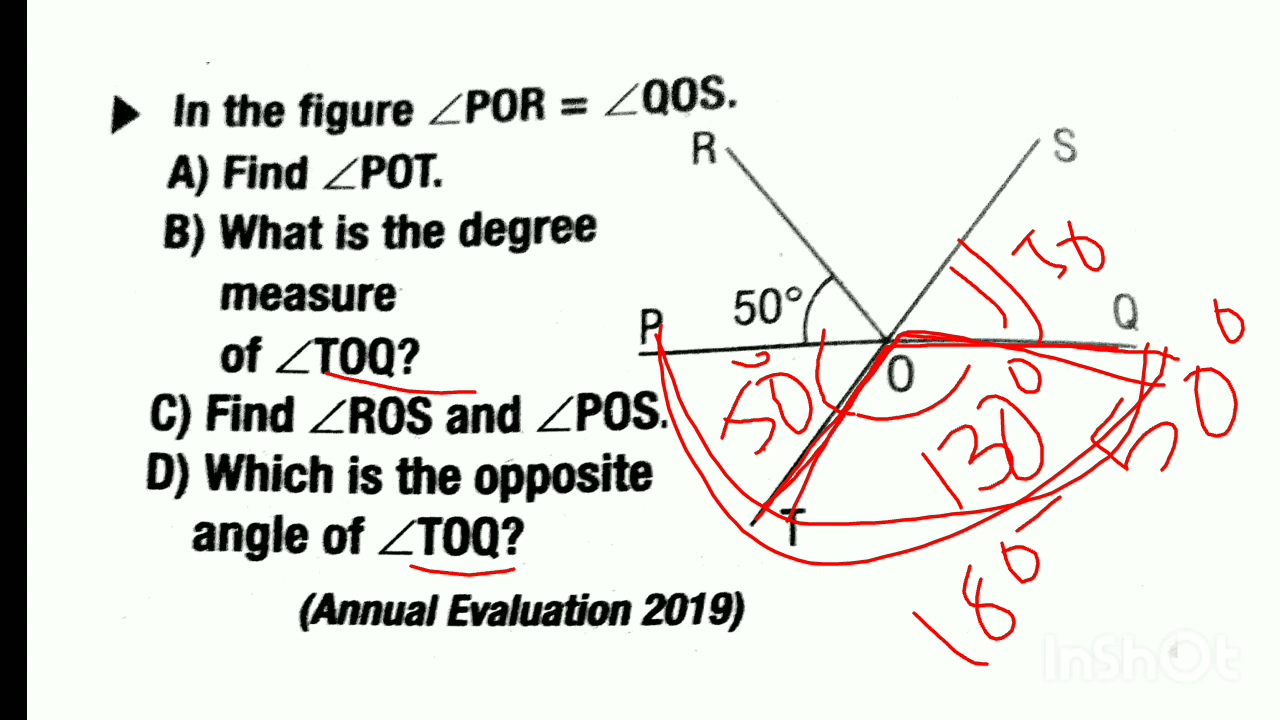 ▶ In the figure ∠POR = ∠QOS.
A) Find ∠POT.
B) What is the degree
measure
of ∠TOQ?
C) Find ∠ROS and ∠POS.
D) Which is the opposite
angle of ∠TOQ?
(Annual Evaluation 2019)
R
S
50
50°
P
Q
O
50°
130°
50°
T
180
InShOt